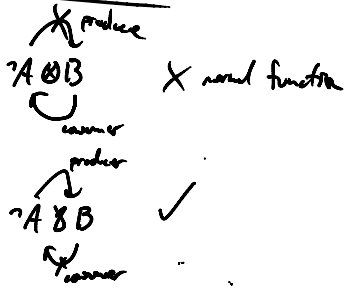 produce
¬A ⊗ B X normal function
consumer
producer
¬A ⅋ B ✓
consumer